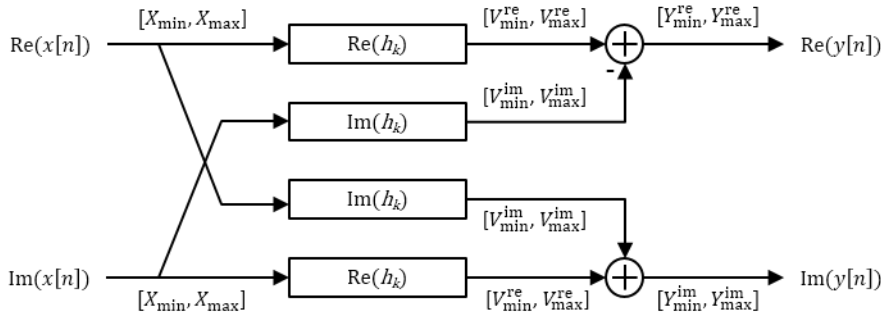 [X_min, X_max] [V_min^re, V_max^re] [Y_min^re, Y_max^re]
Re(x[n]) Re(h_k) + Re(y[n])
-
[V_min^im, V_max^im]
Im(h_k)
Im(h_k)
[V_min^im, V_max^im]
Im(x[n]) Re(h_k) + Im(y[n])
[X_min, X_max] [V_min^re, V_max^re] [Y_min^im, Y_max^im]